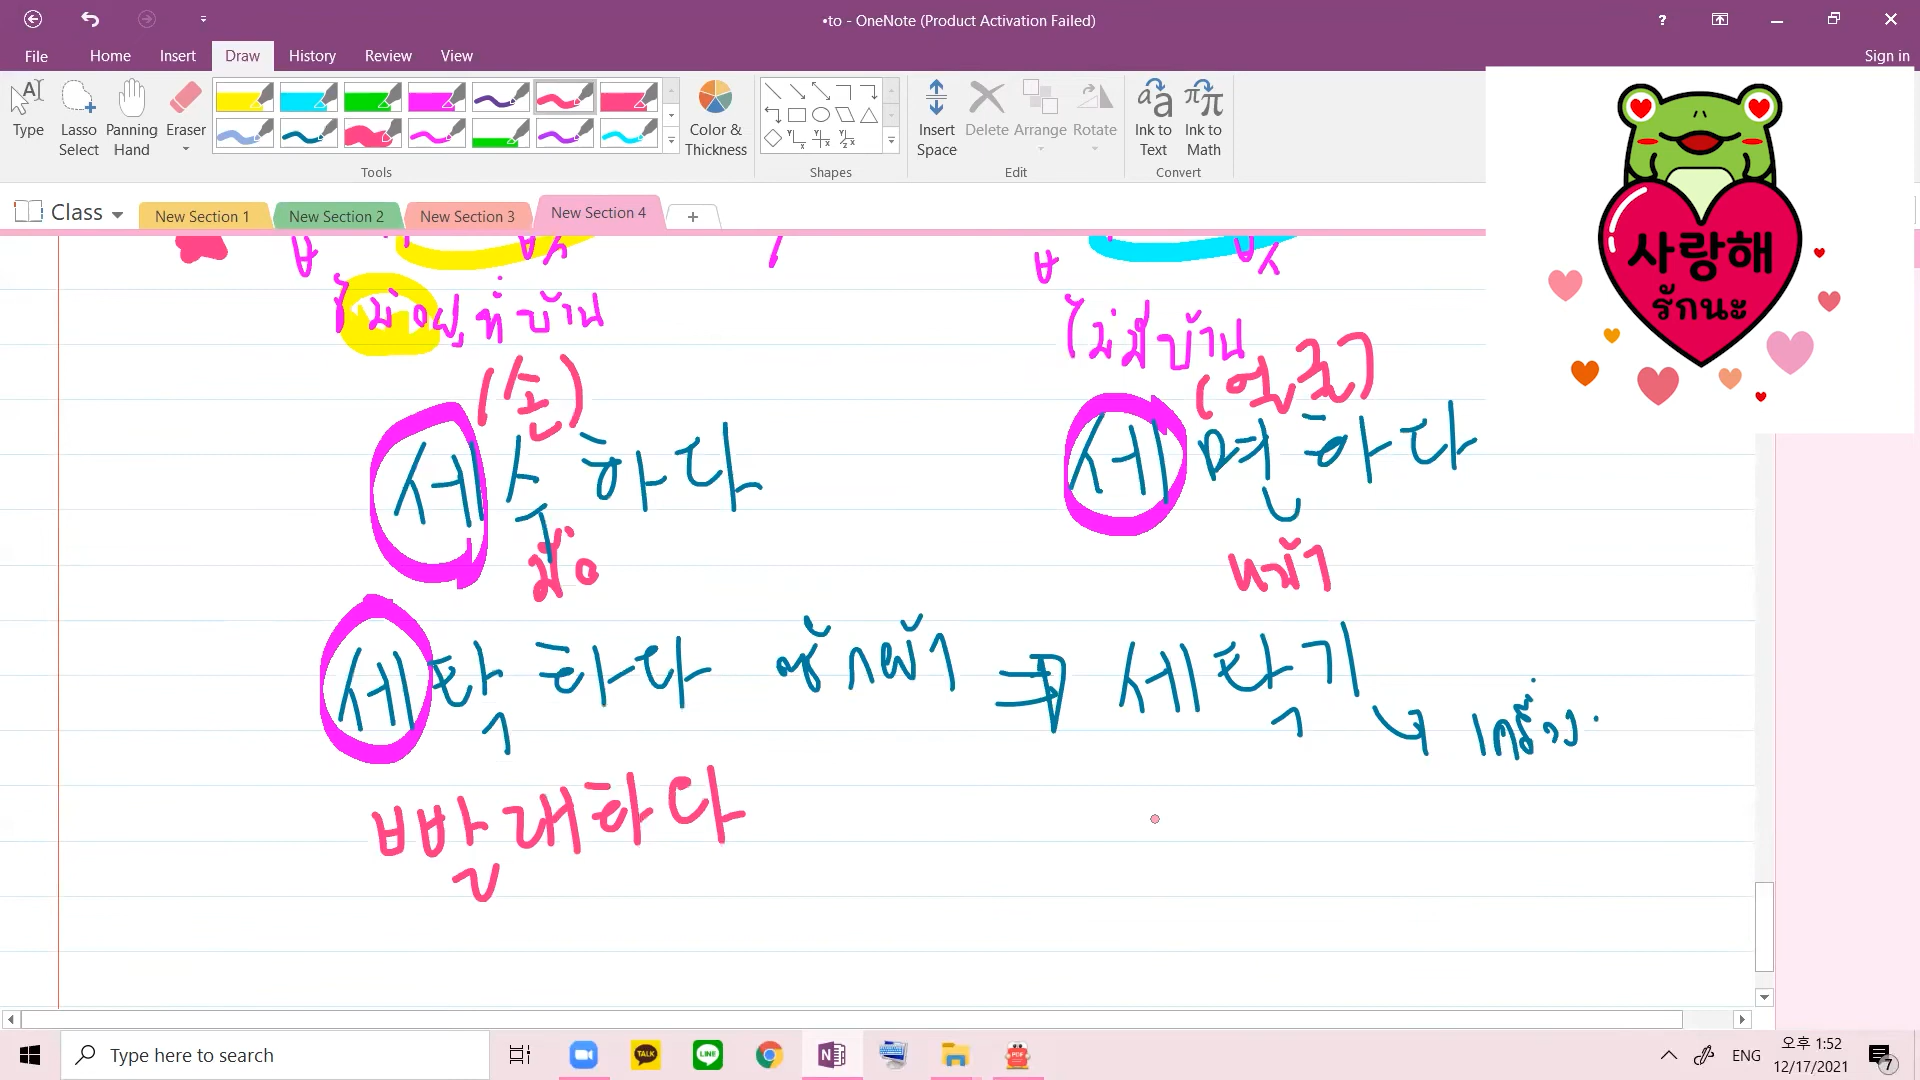 •to - OneNote (Product Activation Failed)
File Home Insert Draw History Review View Sign in
Type Lasso Select Panning Hand Eraser Color & Thickness Insert Space Delete Arrange Rotate Ink to Text Ink to Math
Tools Shapes Edit Convert
Class New Section 1 New Section 2 New Section 3 New Section 4 +
사랑해
รักนะ
ไม่อยู่ที่บ้าน ไม่มีบ้าน
(손) (얼굴)
세수하다 세면하다
มือ หน้า
세탁하다 ซักผ้า ⇒ 세탁기
เครื่อง
빨래하다
Type here to search
TALK LINE PDF
ENG 오후 1:52
12/17/2021 7